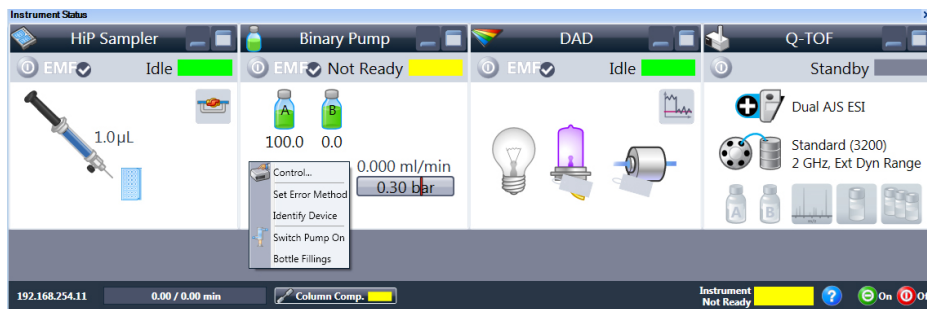 Instrument Status
HiP Sampler
Binary Pump
DAD
Q-TOF
EMF Idle
EMF Not Ready
EMF Idle
Standby
1.0 µL
A B
100.0 0.0
0.000 ml/min
0.30 bar
Control...
Set Error Method
Identify Device
Switch Pump On
Bottle Fillings
Dual AJS ESI
Standard (3200)
2 GHz, Ext Dyn Range
A B
192.168.254.11
0.00 / 0.00 min
Column Comp.
Instrument
Not Ready
? On Of